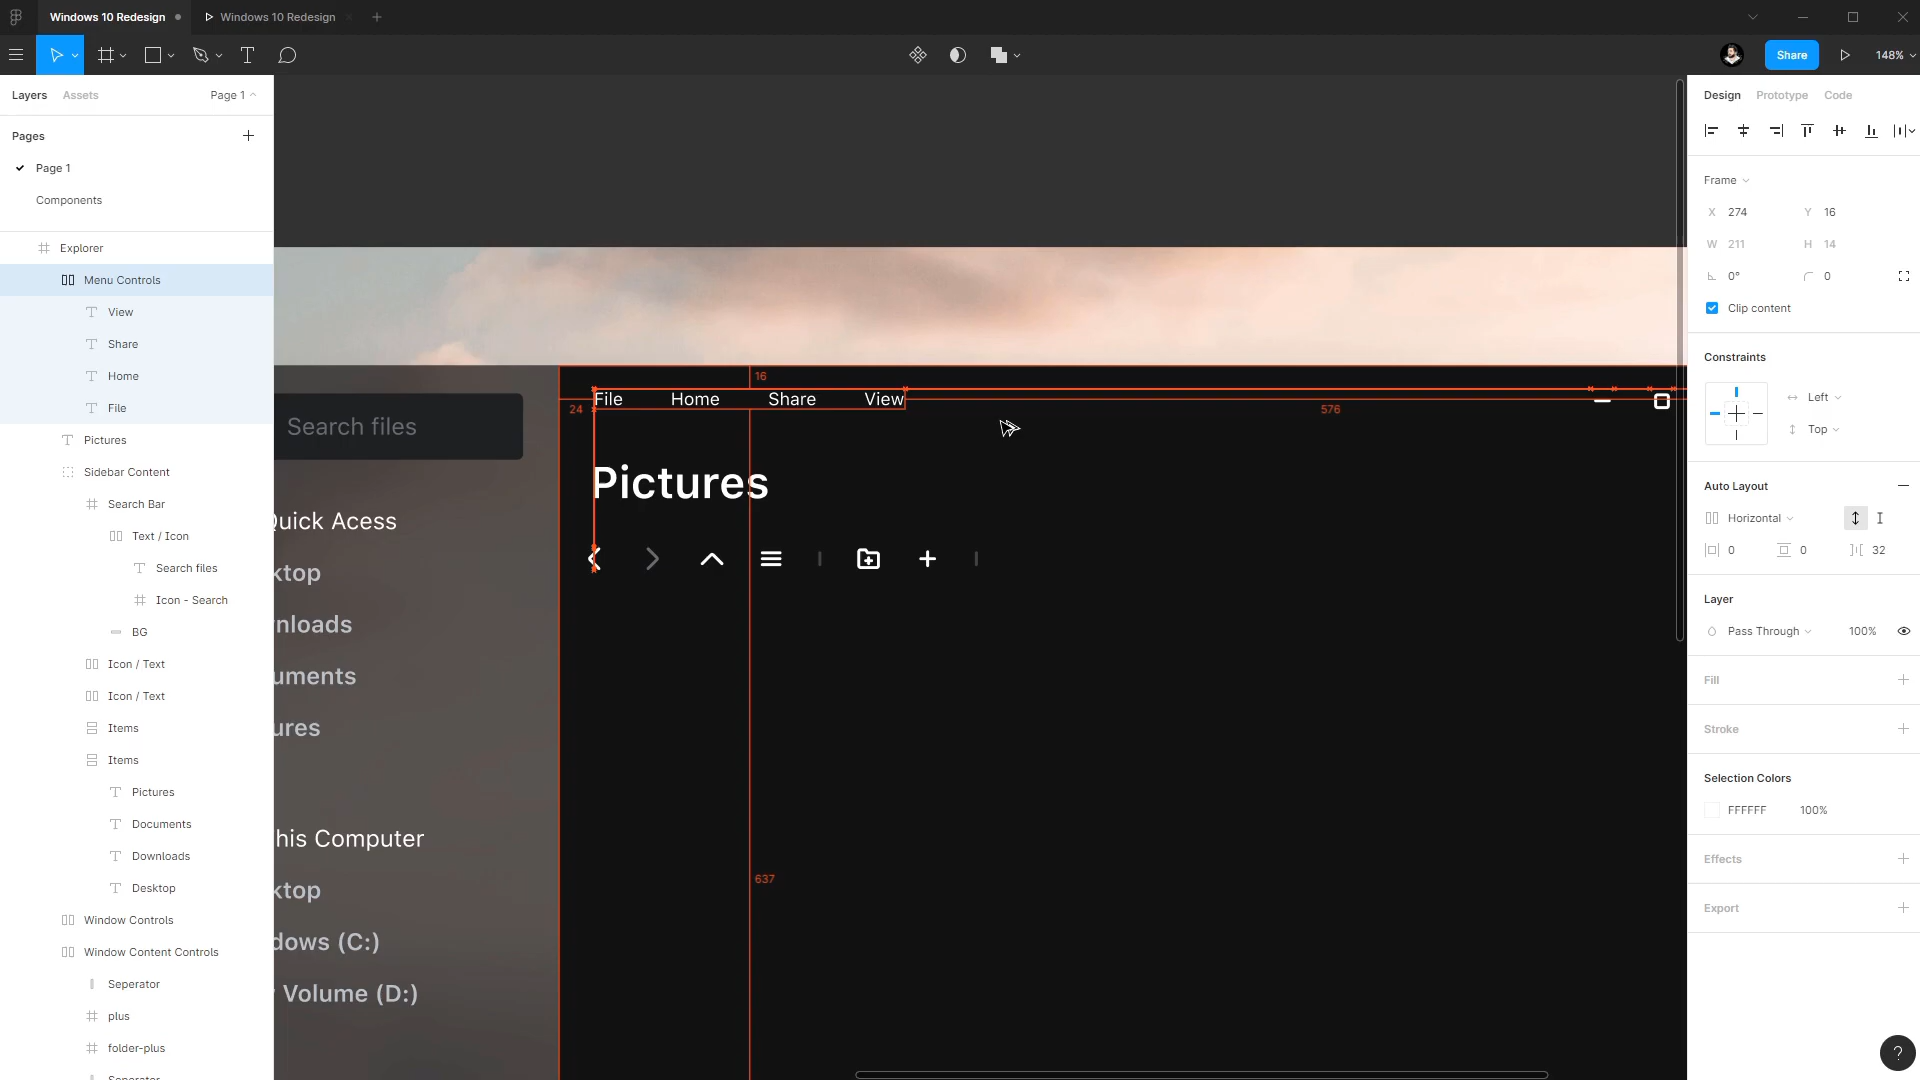 Windows 10 Redesign
Windows 10 Redesign
Share
148%
Layers
Assets
Page 1
Design
Prototype
Code
Pages
Page 1
Components
Explorer
Menu Controls
View
Share
Home
File
Pictures
Sidebar Content
Search Bar
Text / Icon
Search files
Icon - Search
BG
Icon / Text
Icon / Text
Items
Items
Pictures
Documents
Downloads
Desktop
Window Controls
Window Content Controls
Seperator
plus
folder-plus
Seperator
16
24
File
Home
Share
View
576
Search files
Pictures
Quick Acess
ktop
nloads
uments
ures
637
his Computer
ktop
dows (C:)
Volume (D:)
Frame
X 274
Y 16
W 211
H 14
0°
0
Clip content
Constraints
Left
Top
Auto Layout
Horizontal
0
0
32
Layer
Pass Through
100%
Fill
Stroke
Selection Colors
FFFFFF
100%
Effects
Export
?